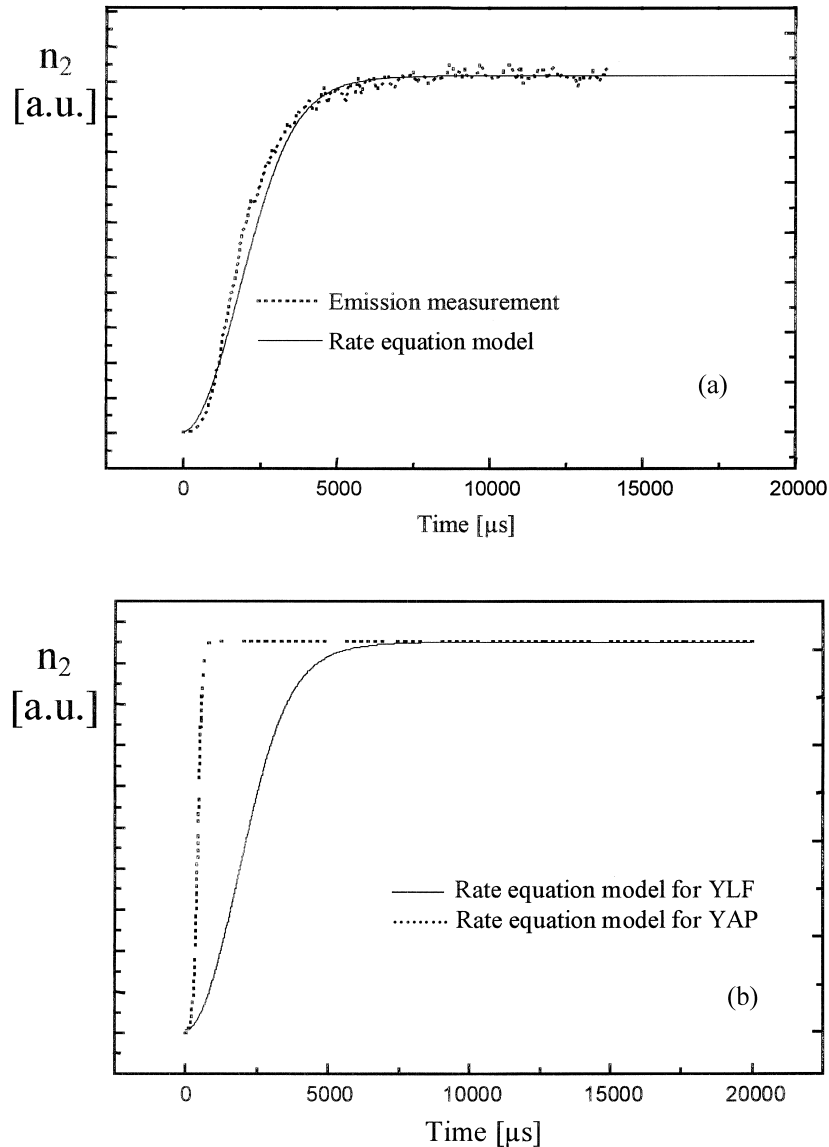 n₂
[a.u.]
Emission measurement
Rate equation model
(a)
0 5000 10000 15000 20000
Time [µs]
n₂
[a.u.]
Rate equation model for YLF
Rate equation model for YAP
(b)
0 5000 10000 15000 20000
Time [µs]